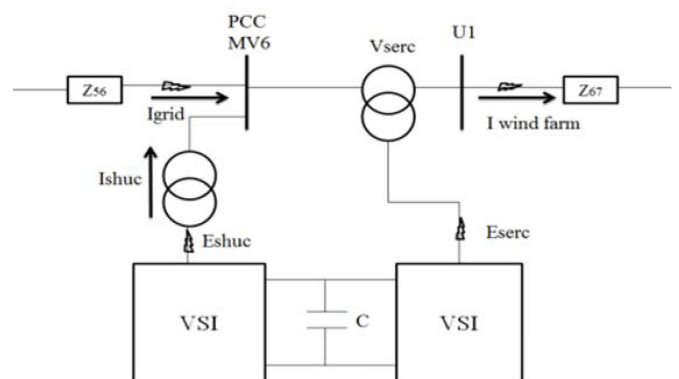 PCC
MV6
Vserc
U1
Z56
Igrid
I wind farm
Z67
Ishuc
Eshuc
Eserc
VSI
C
VSI